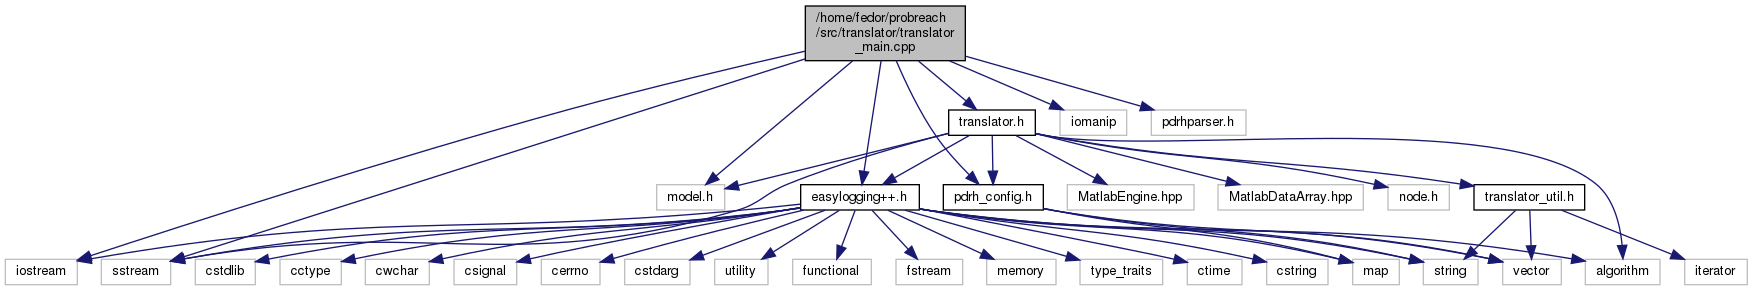 /home/fedor/probreach
/src/translator/translator
_main.cpp
translator.h
iomanip
pdrhparser.h
model.h
easylogging++.h
pdrh_config.h
MatlabEngine.hpp
MatlabDataArray.hpp
node.h
translator_util.h
iostream
sstream
cstdlib
cctype
cwchar
csignal
cerrno
cstdarg
utility
functional
fstream
memory
type_traits
ctime
cstring
map
string
vector
algorithm
iterator